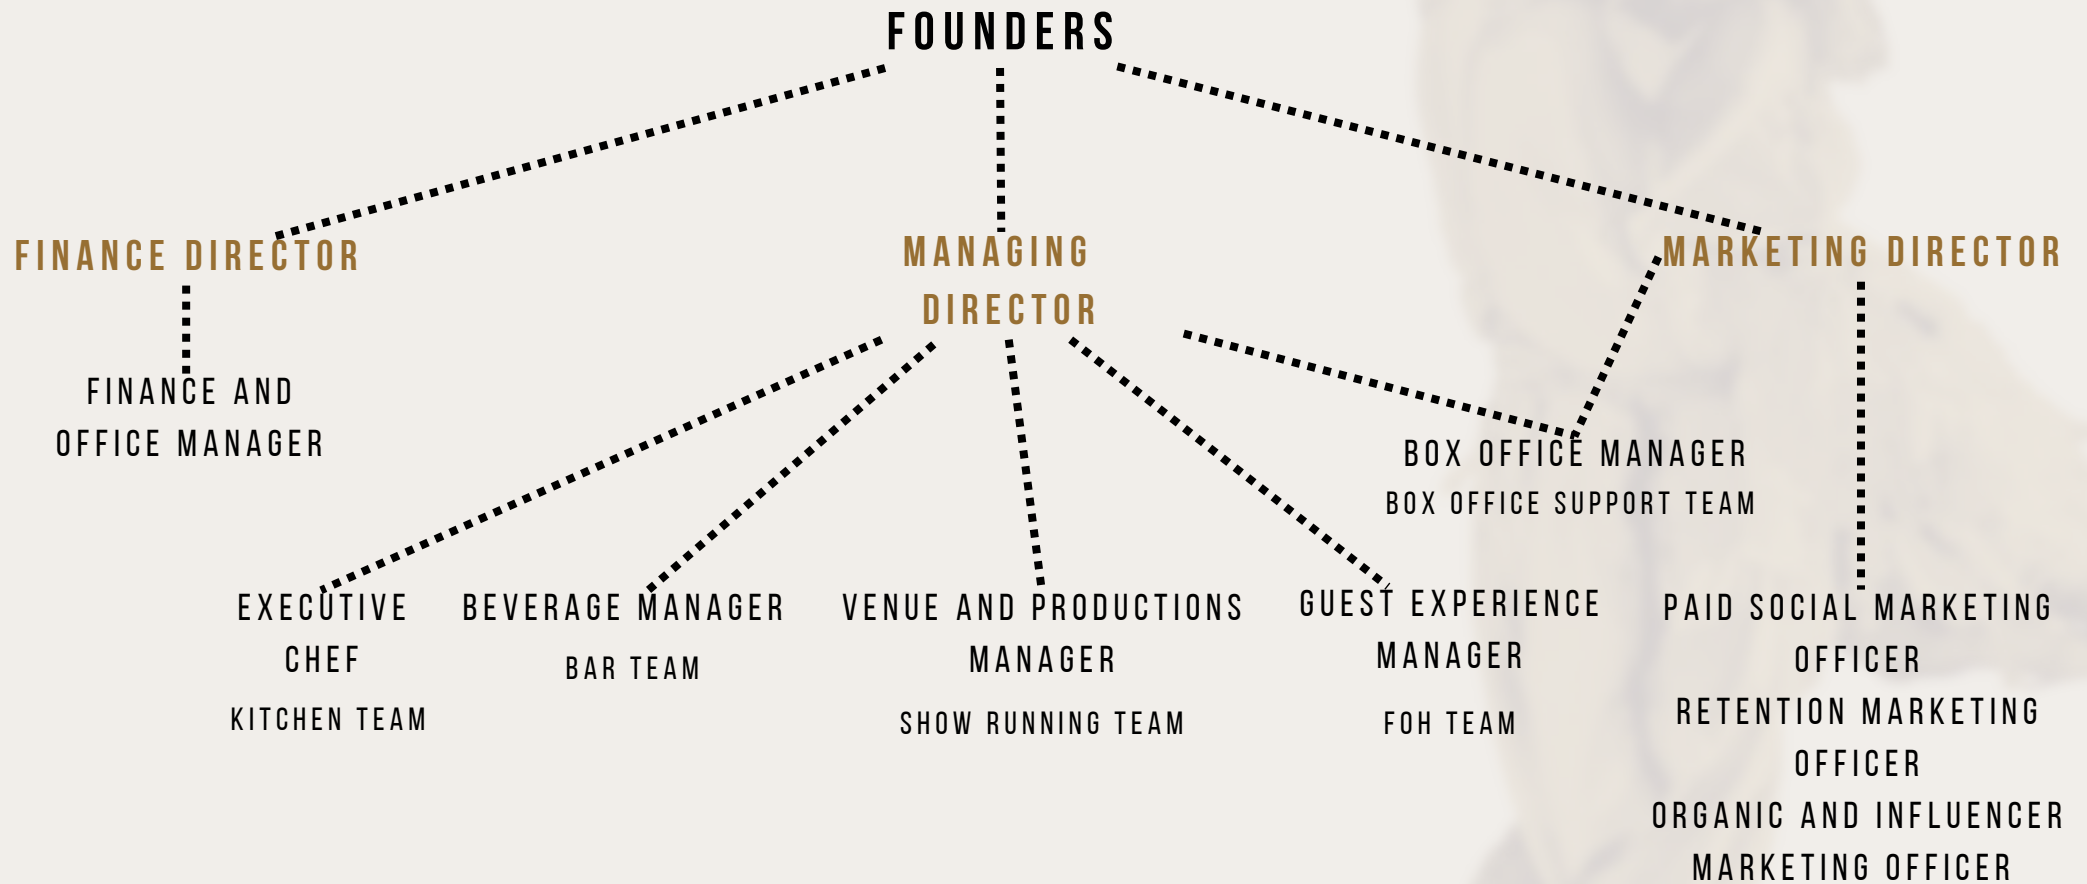 FOUNDERS
FINANCE DIRECTOR
MANAGING
DIRECTOR
MARKETING DIRECTOR
FINANCE AND
OFFICE MANAGER
BOX OFFICE MANAGER
BOX OFFICE SUPPORT TEAM
EXECUTIVE
CHEF
KITCHEN TEAM
BEVERAGE MANAGER
BAR TEAM
VENUE AND PRODUCTIONS
MANAGER
SHOW RUNNING TEAM
GUEST EXPERIENCE
MANAGER
FOH TEAM
PAID SOCIAL MARKETING
OFFICER
RETENTION MARKETING
OFFICER
ORGANIC AND INFLUENCER
MARKETING OFFICER